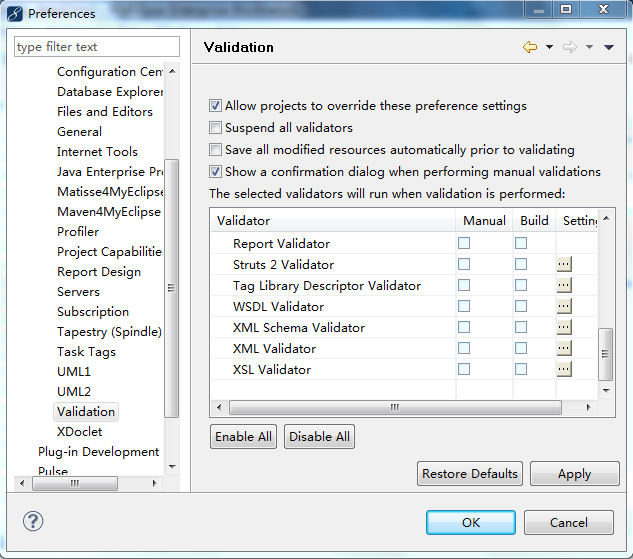 Preferences
type filter text
Configuration Cen
Database Explorer
Files and Editors
General
Internet Tools
Java Enterprise Pr
Matisse4MyEclipse
Maven4MyEclipse
Profiler
Project Capabilitie
Report Design
Servers
Subscription
Tapestry (Spindle)
Task Tags
UML1
UML2
Validation
XDoclet
Plug-in Development
Pulse
Validation
Allow projects to override these preference settings
Suspend all validators
Save all modified resources automatically prior to validating
Show a confirmation dialog when performing manual validations
The selected validators will run when validation is performed:
Validator Manual Build Setting
Report Validator
Struts 2 Validator ...
Tag Library Descriptor Validator ...
WSDL Validator ...
XML Schema Validator ...
XML Validator ...
XSL Validator ...
Enable All Disable All
Restore Defaults Apply
? OK Cancel